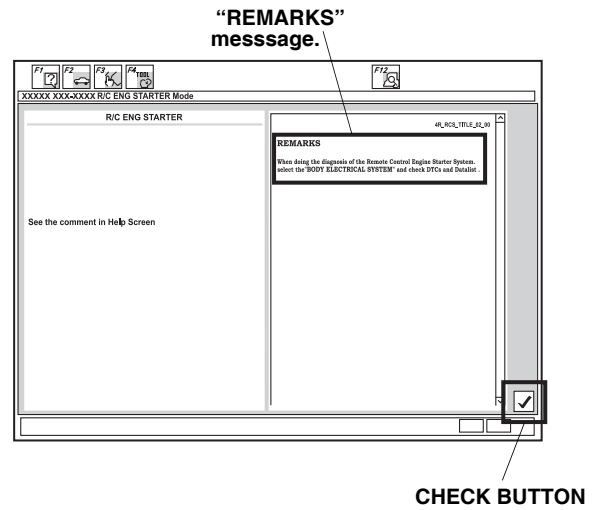 “REMARKS”
messsage.
F1 F2 F3 F4 TOOL F12
XXXXX XXX-XXXX R/C ENG STARTER Mode
R/C ENG STARTER
See the comment in Help Screen
4R_RCS_TITLE_02_00
REMARKS
When doing the diagnosis of the Remote Control Engine Starter System.
select the"BODY ELECTRICAL SYSTEM" and check DTCs and Datalist .
CHECK BUTTON